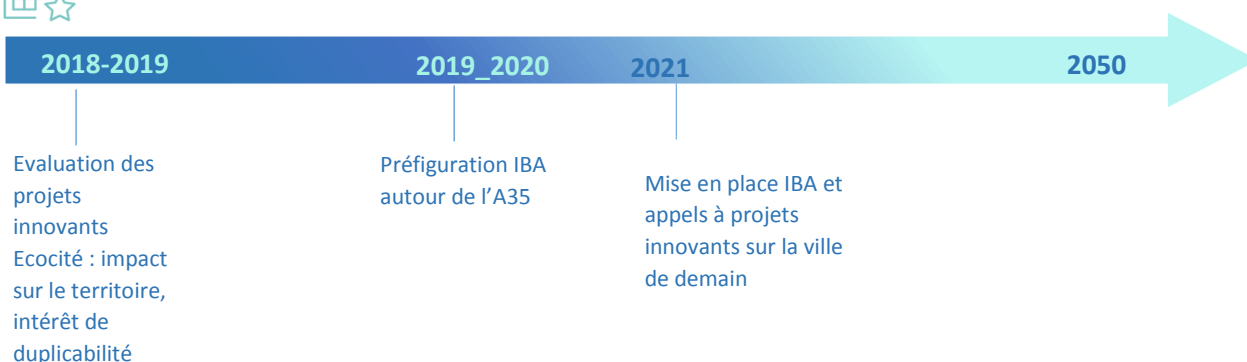 2018-2019
2019_2020
2021
2050
Evaluation des
projets
innovants
Ecocité : impact
sur le territoire,
intérêt de
duplicabilité
Préfiguration IBA
autour de l’A35
Mise en place IBA et
appels à projets
innovants sur la ville
de demain